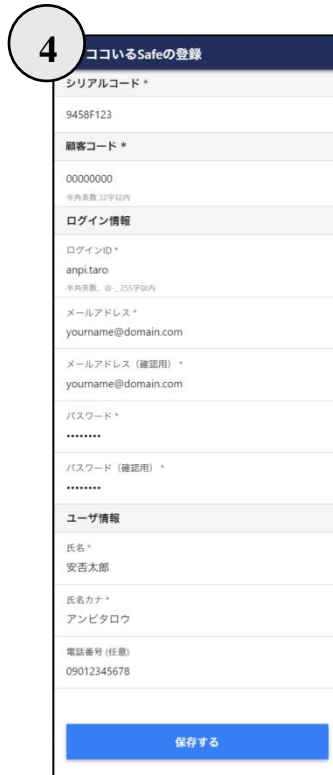 4
ココいるSafeの登録
シリアルコード *
9458F123
顧客コード *
00000000
半角英数 32字以内
ログイン情報
ログインID *
anpi.taro
半角英数、@-_ 255字以内
メールアドレス *
yourname@domain.com
メールアドレス（確認用） *
yourname@domain.com
パスワード *
••••••••
パスワード（確認用） *
••••••••
ユーザ情報
氏名 *
安否太郎
氏名カナ *
アンピタロウ
電話番号 (任意)
09012345678
保存する